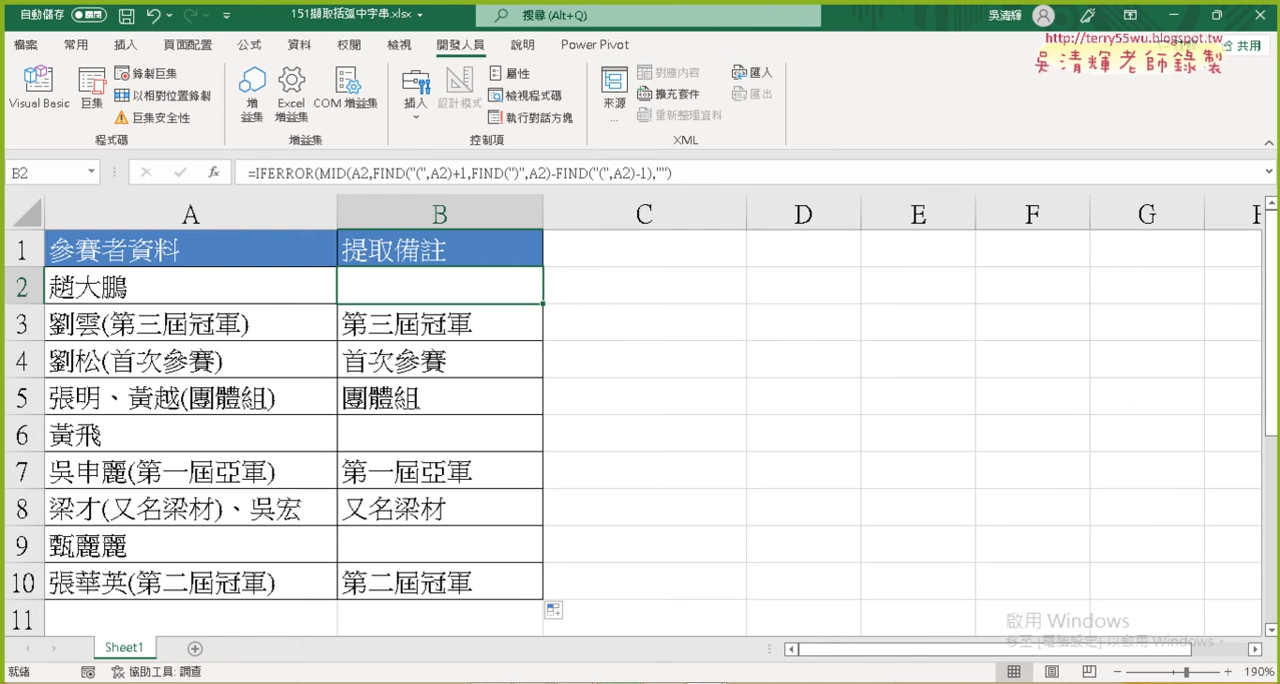 自動儲存 151擷取括弧中字串.xlsx 搜尋 (Alt+Q) 吳清輝
http://terry55wu.blogspot.tw
吳清輝老師錄製
檔案 常用 插入 頁面配置 公式 資料 校閱 檢視 開發人員 說明 Power Pivot 共用
Visual Basic 巨集 錄製巨集 以相對位置錄製 巨集安全性
增益集 Excel 增益集 COM 增益集
插入 設計模式 屬性 檢視程式碼 執行對話方塊
來源... 對應內容 擴充套件 重新整理資料 匯入 匯出
程式碼 增益集 控制項 XML
B2 fx =IFERROR(MID(A2,FIND("(",A2)+1,FIND(")",A2)-FIND("(",A2)-1),"")
A B C D E F G
1 參賽者資料 提取備註
2 趙大鵬
3 劉雲(第三屆冠軍) 第三屆冠軍
4 劉松(首次參賽) 首次參賽
5 張明、黃越(團體組) 團體組
6 黃飛
7 吳申麗(第一屆亞軍) 第一屆亞軍
8 梁才(又名梁材)、吳宏 又名梁材
9 甄麗麗
10 張華英(第二屆冠軍) 第二屆冠軍
11
啟用 Windows
移至 [電腦設定] 以啟用 Windows。
Sheet1
就緒 協助工具: 調查 190%